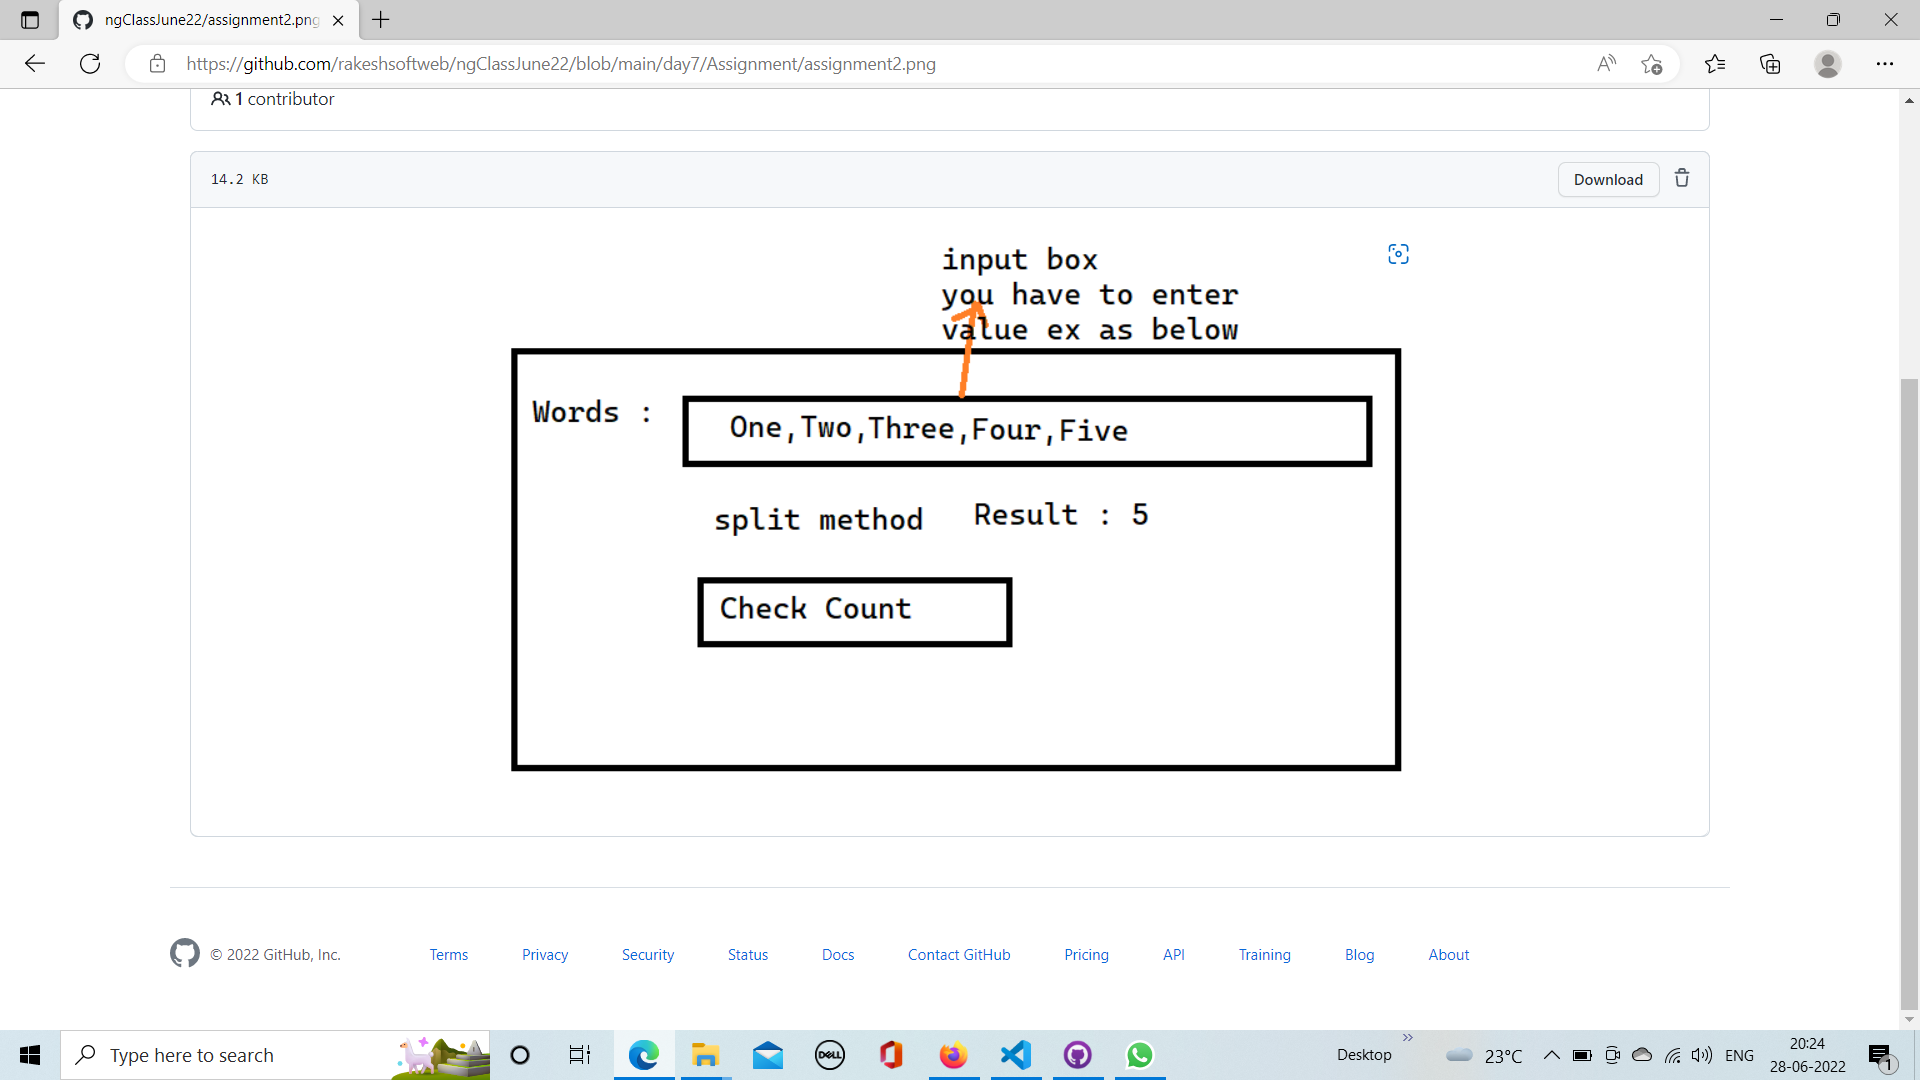 ngClassJune22/assignment2.png
https://github.com/rakeshsoftweb/ngClassJune22/blob/main/day7/Assignment/assignment2.png
1 contributor
14.2 KB
Download
input box
you have to enter
value ex as below
Words :
One,Two,Three,Four,Five
split method
Result : 5
Check Count
© 2022 GitHub, Inc.
Terms
Privacy
Security
Status
Docs
Contact GitHub
Pricing
API
Training
Blog
About
Type here to search
DELL
Desktop
23°C
ENG
20:24
28-06-2022
1